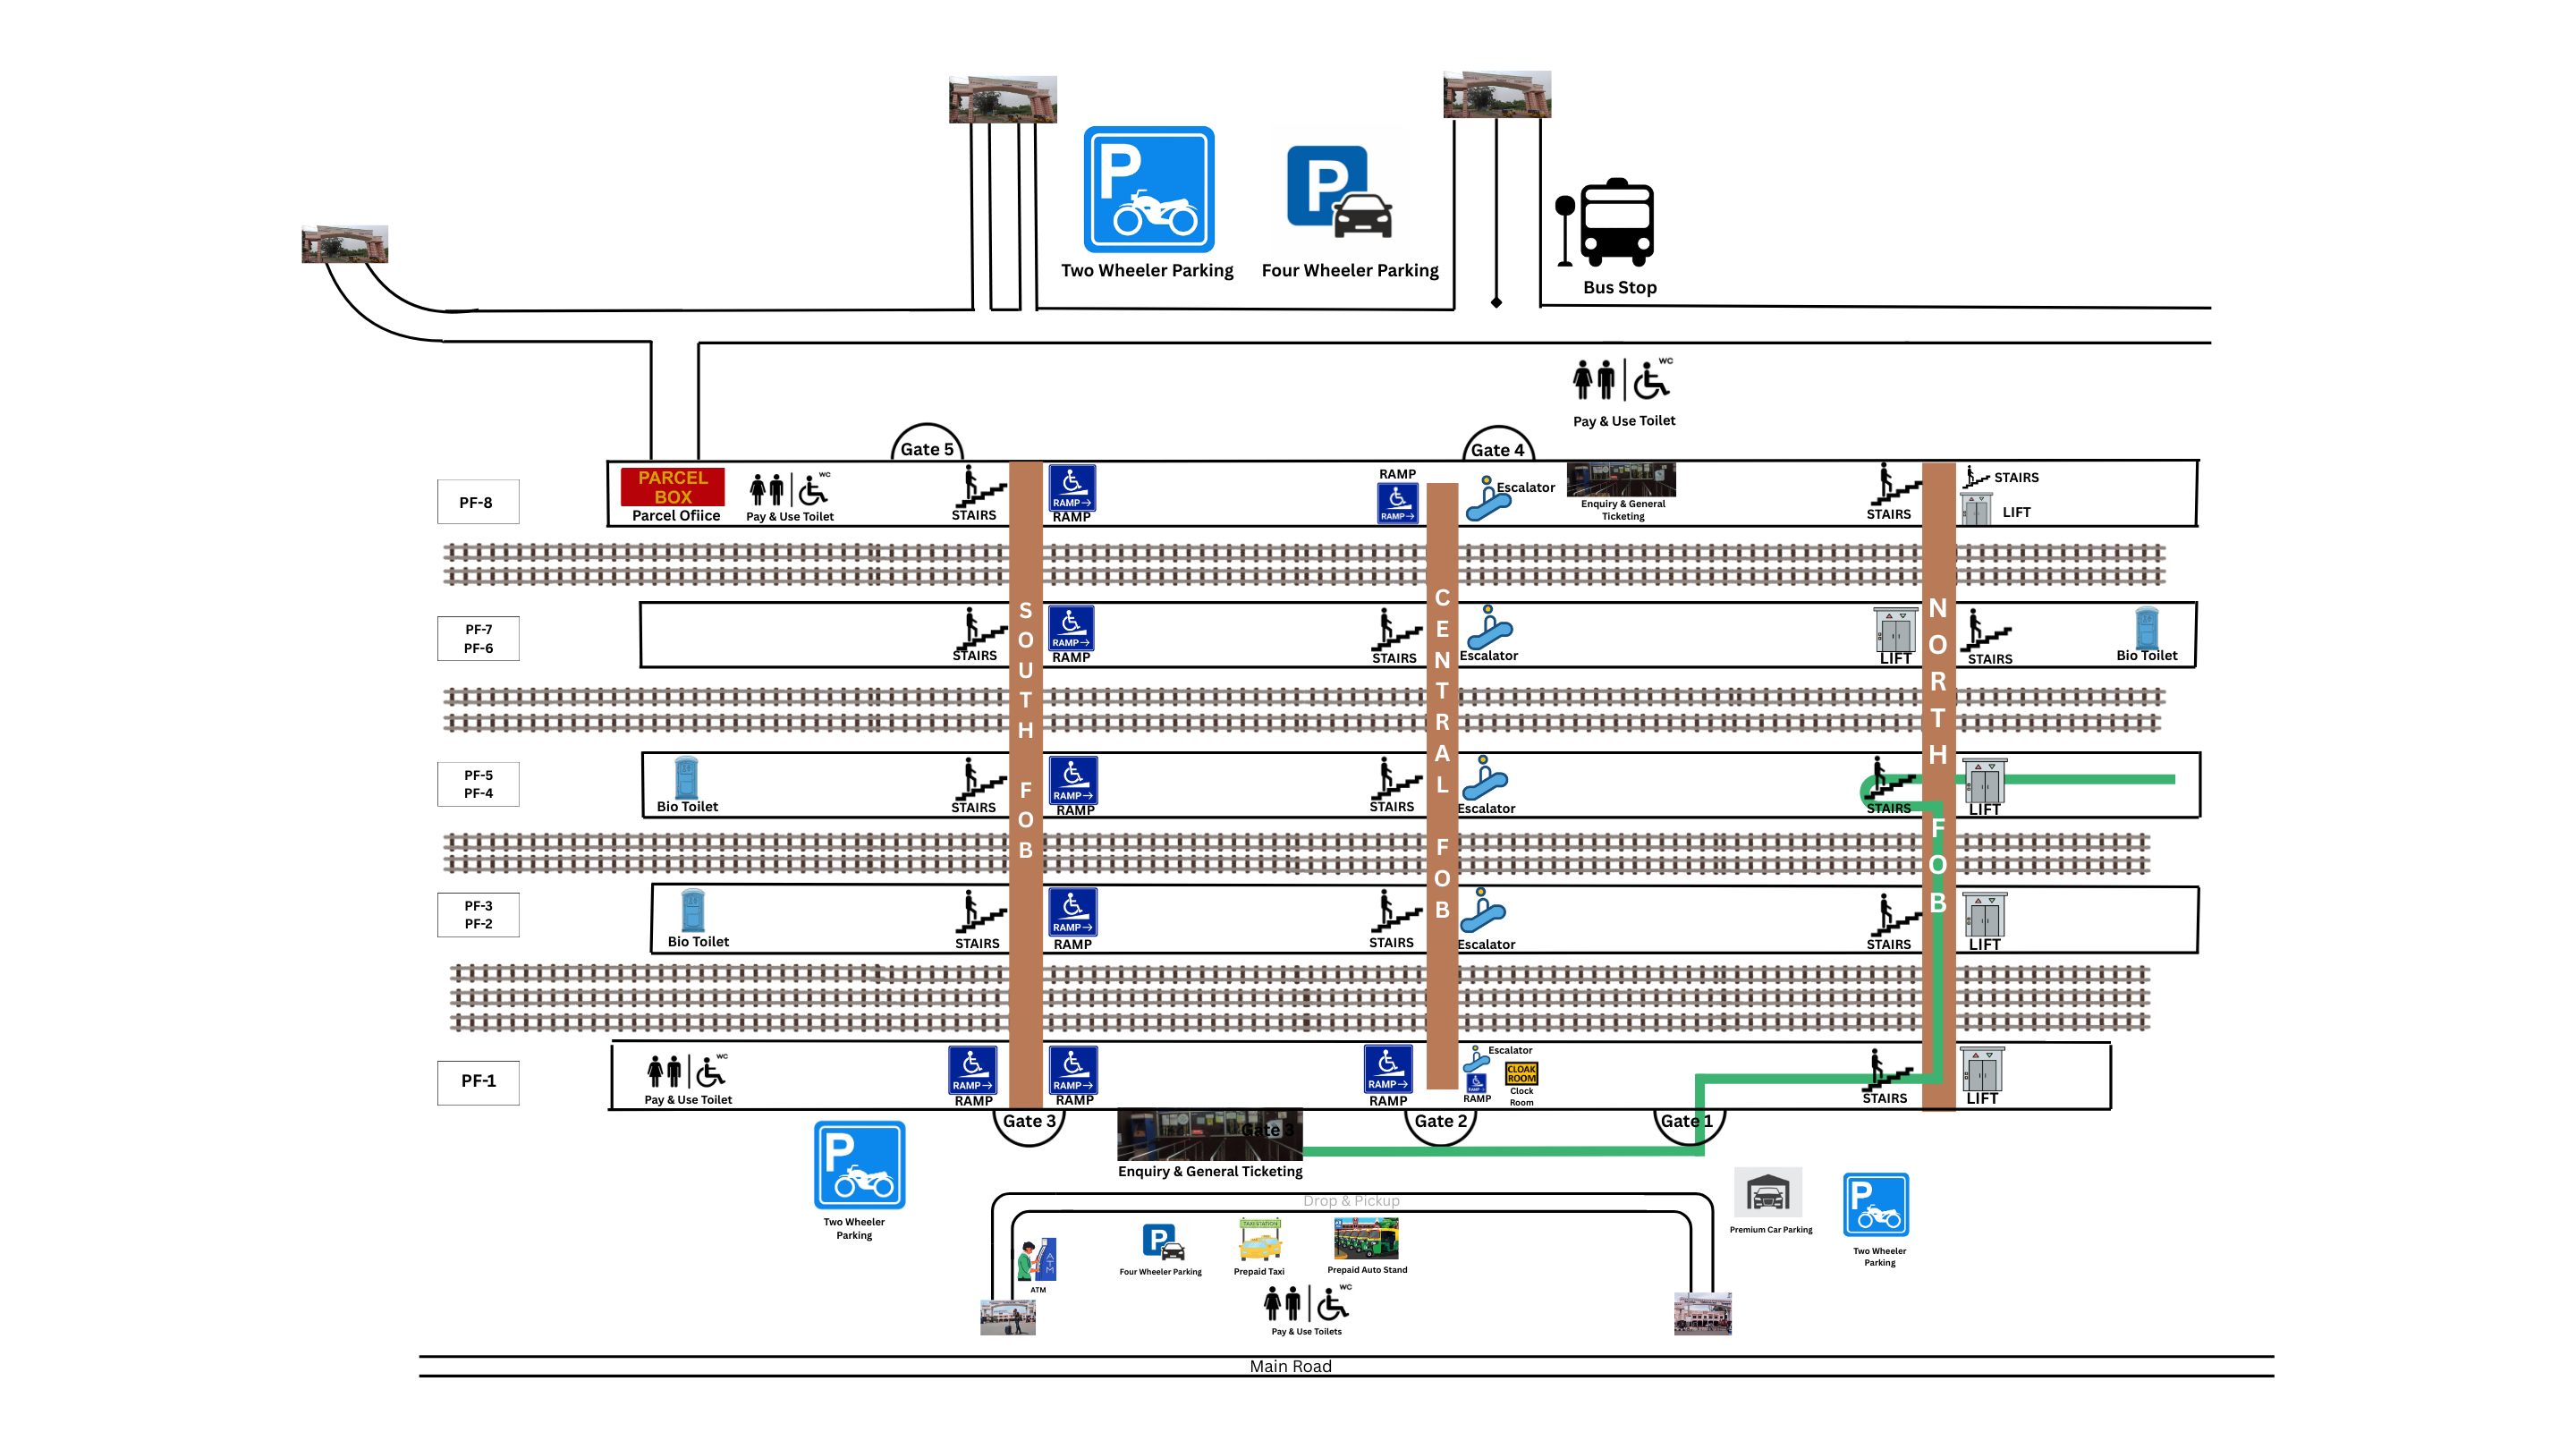 Two Wheeler Parking
Four Wheeler Parking
Bus Stop
WC
Pay & Use Toilet
Gate 5
Gate 4
PF-8
PARCEL
BOX
Parcel Ofiice
WC
Pay & Use Toilet
STAIRS
RAMP→
RAMP
RAMP
RAMP→
Escalator
Enquiry & General
Ticketing
STAIRS
STAIRS
LIFT
PF-7
PF-6
STAIRS
RAMP→
RAMP
STAIRS
Escalator
LIFT
STAIRS
Bio Toilet
SOUTH FOB
CENTRAL FOB
NORTH FOB
PF-5
PF-4
Bio Toilet
STAIRS
RAMP→
RAMP
STAIRS
Escalator
STAIRS
LIFT
PF-3
PF-2
Bio Toilet
STAIRS
RAMP→
RAMP
STAIRS
Escalator
STAIRS
LIFT
PF-1
WC
Pay & Use Toilet
RAMP→
RAMP
RAMP→
RAMP
RAMP→
RAMP
Escalator
RAMP
CLOAK
ROOM
Clock
Room
STAIRS
LIFT
Gate 3
Gate 3
Gate 2
Gate 1
Enquiry & General Ticketing
P
Two Wheeler
Parking
Drop & Pickup
ATM
ATM
P
Four Wheeler Parking
TAXI STATION
Prepaid Taxi
Prepaid Auto Stand
WC
Pay & Use Toilets
Premium Car Parking
P
Two Wheeler
Parking
Main Road